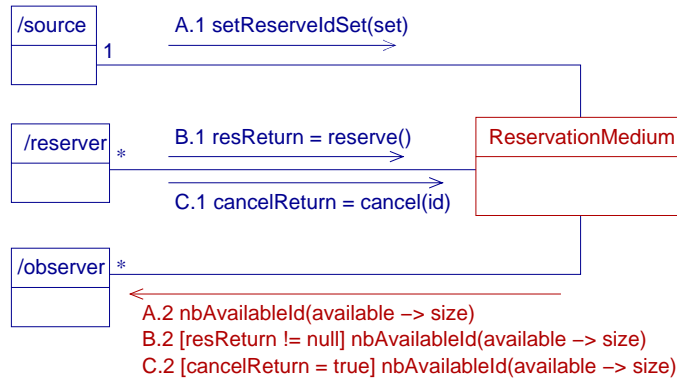 /source
A.1 setReserveIdSet(set)
1
/reserver
*
B.1 resReturn = reserve()
ReservationMedium
C.1 cancelReturn = cancel(id)
/observer
*
A.2 nbAvailableId(available −> size)
B.2 [resReturn != null] nbAvailableId(available −> size)
C.2 [cancelReturn = true] nbAvailableId(available −> size)